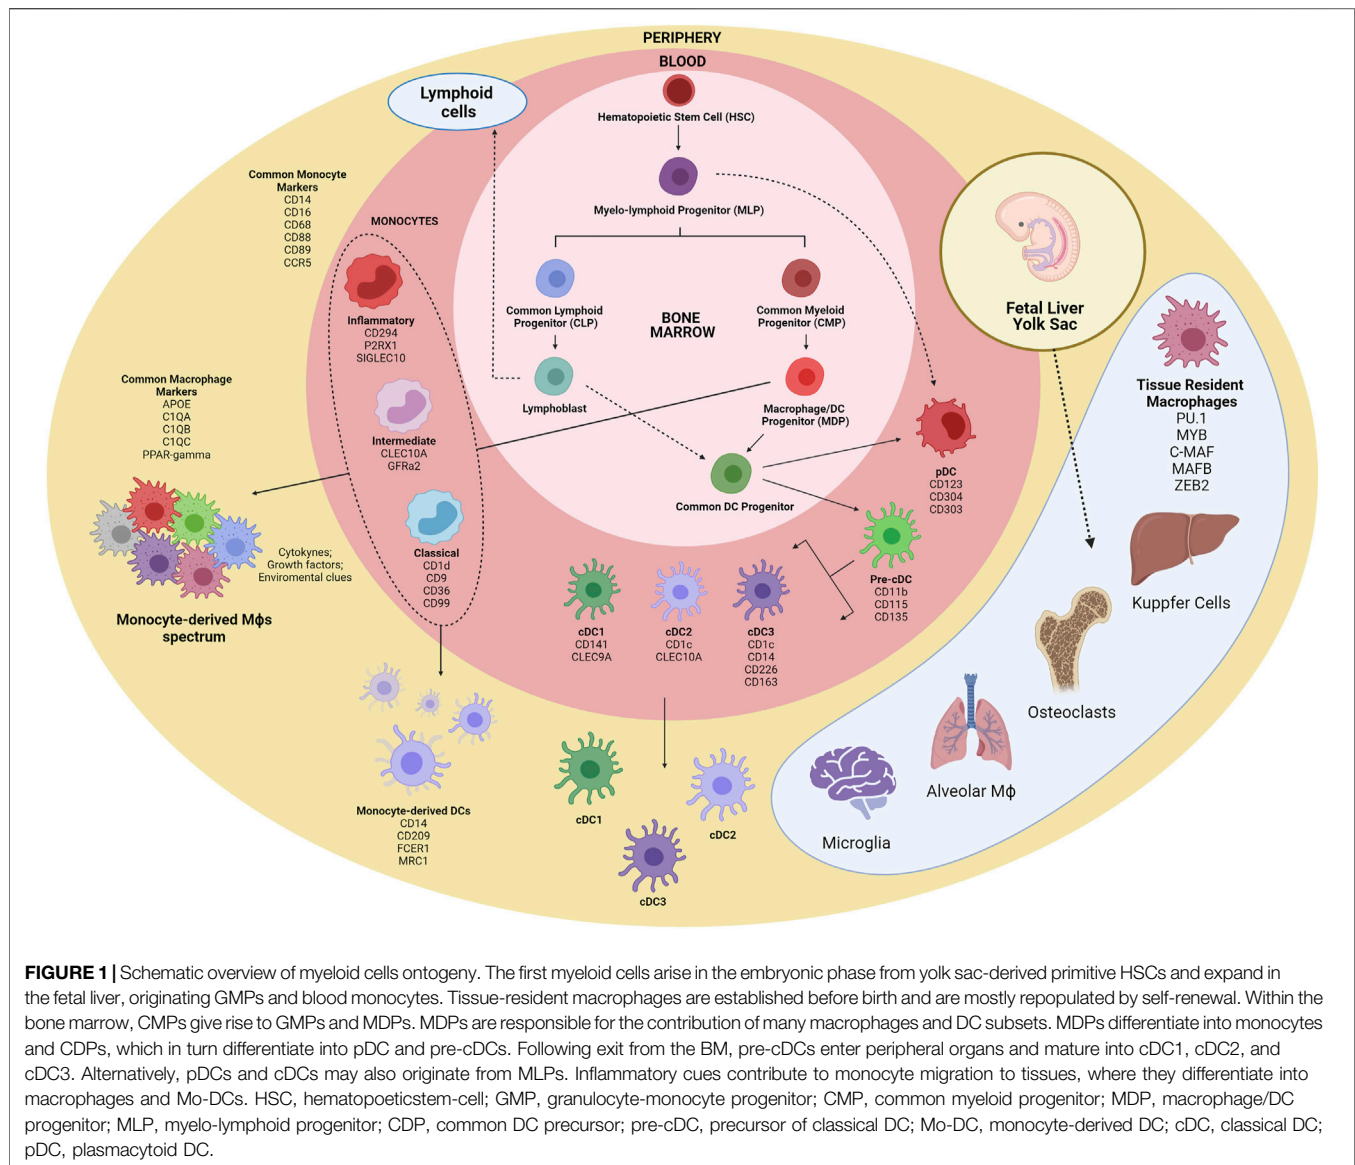 PERIPHERY
BLOOD
Lymphoid
cells
Hematopoietic Stem Cell (HSC)
Common Monocyte
Markers
CD14
CD16
CD68
CD88
CD89
CCR5
Myelo-lymphoid Progenitor (MLP)
MONOCYTES
Inflammatory
CD294
P2RX1
SIGLEC10
Common Lymphoid
Progenitor (CLP)
BONE
MARROW
Common Myeloid
Progenitor (CMP)
Fetal Liver
Yolk Sac
Common Macrophage
Markers
APOE
C1QA
C1QB
C1QC
PPAR-gamma
Intermediate
CLEC10A
GFRa2
Lymphoblast
Macrophage/DC
Progenitor (MDP)
Tissue Resident
Macrophages
PU.1
MYB
C-MAF
MAFB
ZEB2
pDC
CD123
CD304
CD303
Common DC Progenitor
Cytokynes;
Growth factors;
Enviromental clues
Classical
CD1d
CD9
CD36
CD99
Pre-cDC
CD11b
CD115
CD135
Monocyte-derived Mϕs
spectrum
cDC1
CD141
CLEC9A
cDC2
CD1c
CLEC10A
cDC3
CD1c
CD14
CD226
CD163
Kuppfer Cells
Osteoclasts
Alveolar Mϕ
Microglia
Monocyte-derived DCs
CD14
CD209
FCER1
MRC1
cDC1
cDC2
cDC3
FIGURE 1 | Schematic overview of myeloid cells ontogeny. The first myeloid cells arise in the embryonic phase from yolk sac-derived primitive HSCs and expand in
the fetal liver, originating GMPs and blood monocytes. Tissue-resident macrophages are established before birth and are mostly repopulated by self-renewal. Within the
bone marrow, CMPs give rise to GMPs and MDPs. MDPs are responsible for the contribution of many macrophages and DC subsets. MDPs differentiate into monocytes
and CDPs, which in turn differentiate into pDC and pre-cDCs. Following exit from the BM, pre-cDCs enter peripheral organs and mature into cDC1, cDC2, and
cDC3. Alternatively, pDCs and cDCs may also originate from MLPs. Inflammatory cues contribute to monocyte migration to tissues, where they differentiate into
macrophages and Mo-DCs. HSC, hematopoeticstem-cell; GMP, granulocyte-monocyte progenitor; CMP, common myeloid progenitor; MDP, macrophage/DC
progenitor; MLP, myelo-lymphoid progenitor; CDP, common DC precursor; pre-cDC, precursor of classical DC; Mo-DC, monocyte-derived DC; cDC, classical DC;
pDC, plasmacytoid DC.